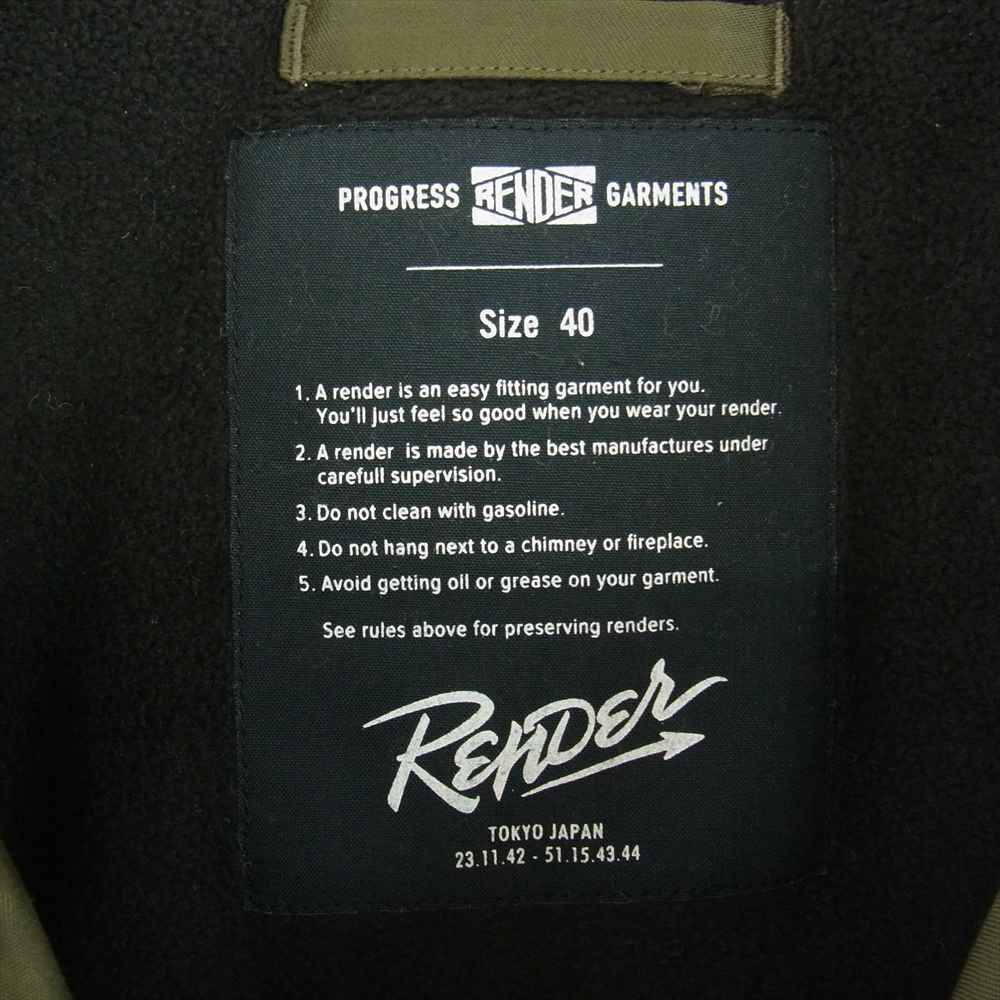 PROGRESS RENDER GARMENTS
Size 40
1. A render is an easy fitting garment for you.
You'll just feel so good when you wear your render.
2. A render is made by the best manufactures under
carefull supervision.
3. Do not clean with gasoline.
4. Do not hang next to a chimney or fireplace.
5. Avoid getting oil or grease on your garment.
See rules above for preserving renders.
RENDER
TOKYO JAPAN
23.11.42 - 51.15.43.44